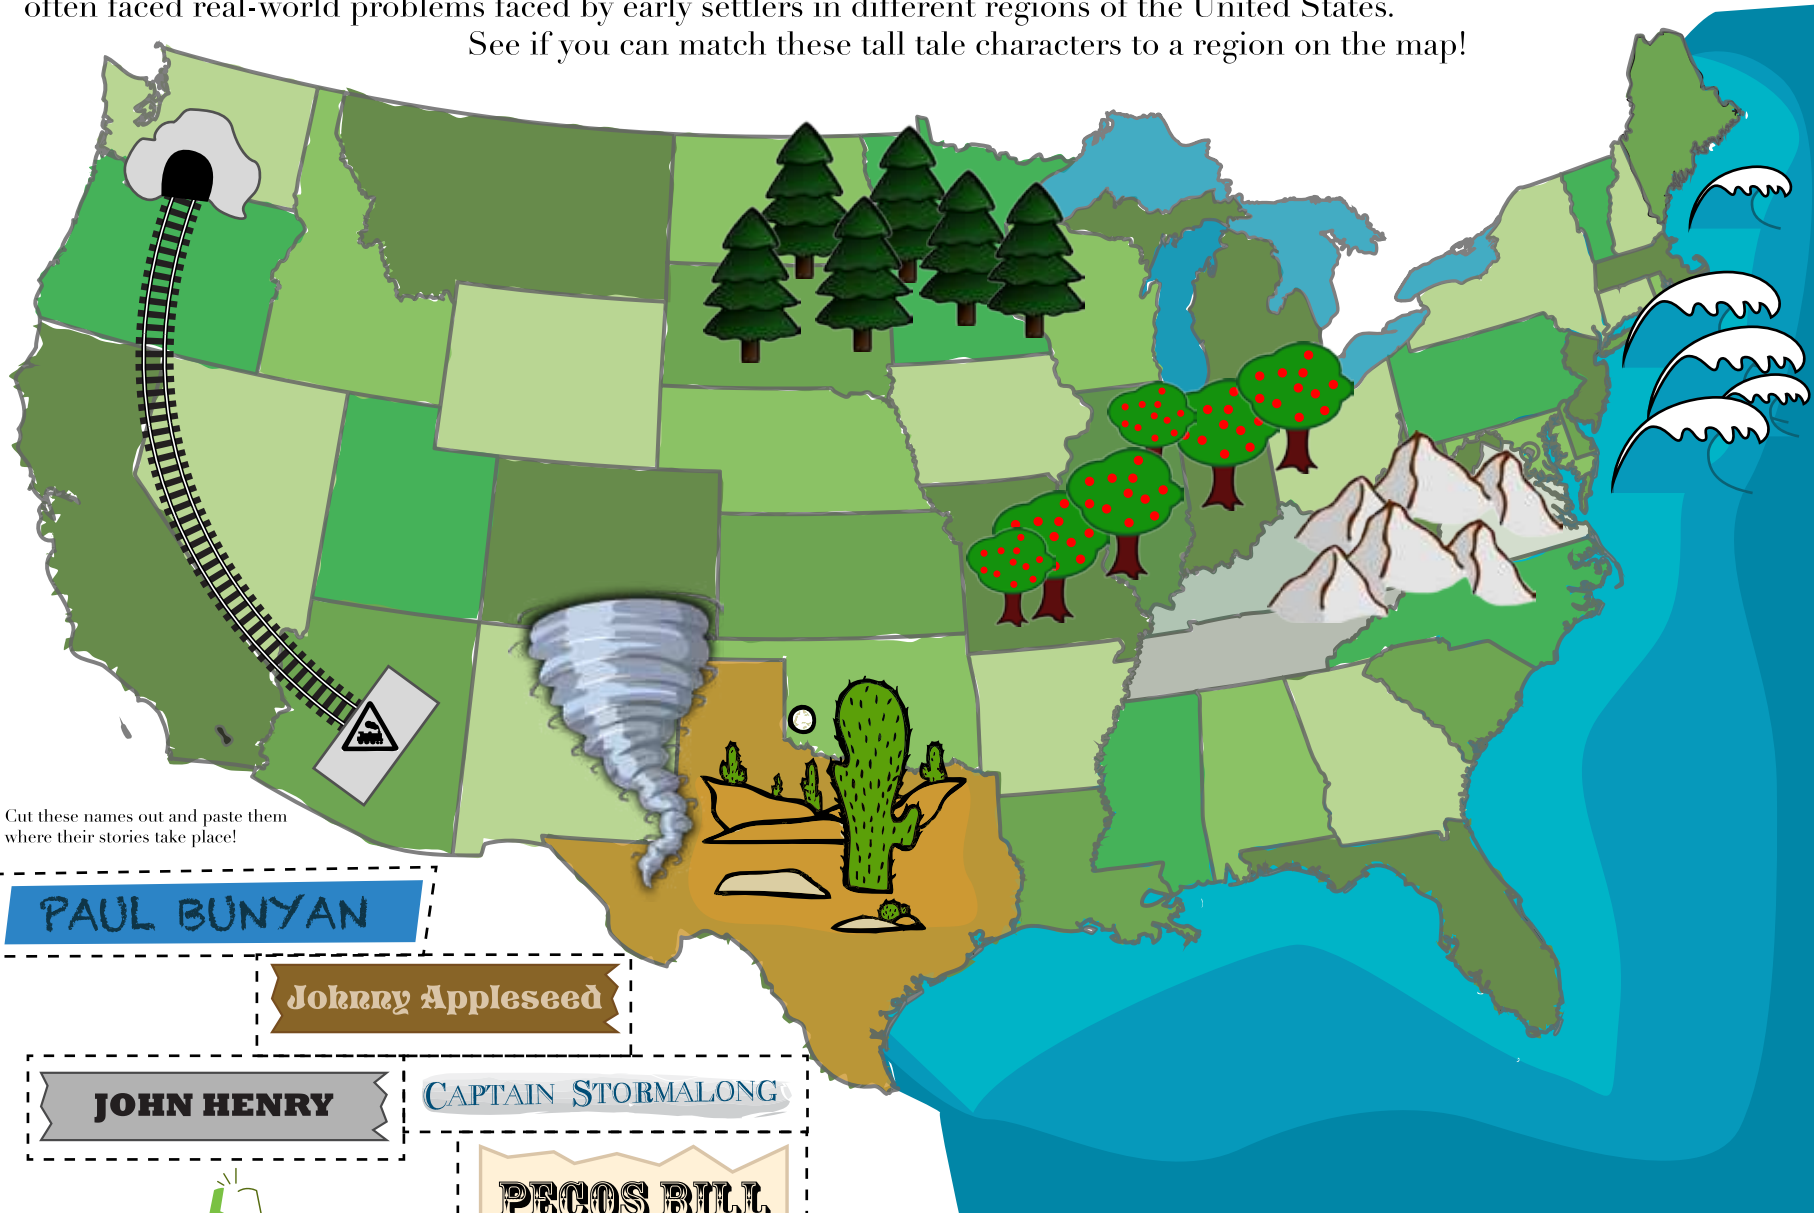 often faced real-world problems faced by early settlers in different regions of the United States.
See if you can match these tall tale characters to a region on the map!
Cut these names out and paste them
where their stories take place!
PAUL BUNYAN
Johnny Appleseed
JOHN HENRY
CAPTAIN STORMALONG
PECOS BILL